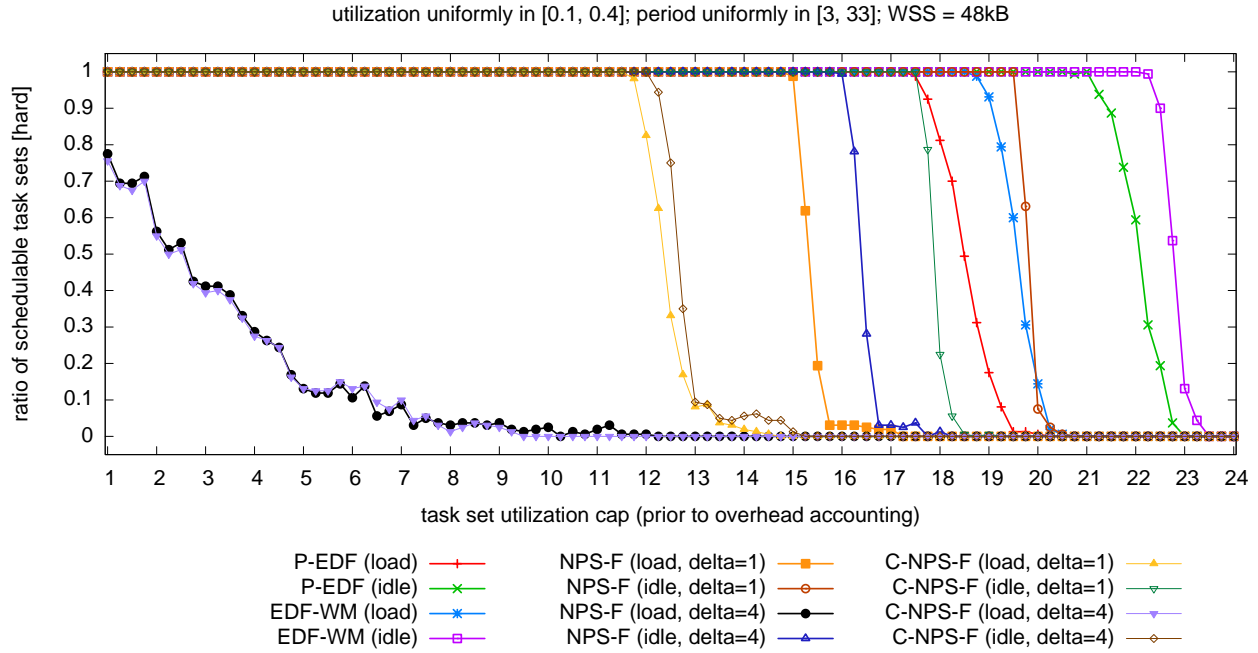 utilization uniformly in [0.1, 0.4]; period uniformly in [3, 33]; WSS = 48kB
ratio of schedulable task sets [hard]
1
0.9
0.8
0.7
0.6
0.5
0.4
0.3
0.2
0.1
0
1 2 3 4 5 6 7 8 9 10 11 12 13 14 15 16 17 18 19 20 21 22 23 24
task set utilization cap (prior to overhead accounting)
P-EDF (load) NPS-F (load, delta=1) C-NPS-F (load, delta=1)
P-EDF (idle) NPS-F (idle, delta=1) C-NPS-F (idle, delta=1)
EDF-WM (load) NPS-F (load, delta=4) C-NPS-F (load, delta=4)
EDF-WM (idle) NPS-F (idle, delta=4) C-NPS-F (idle, delta=4)